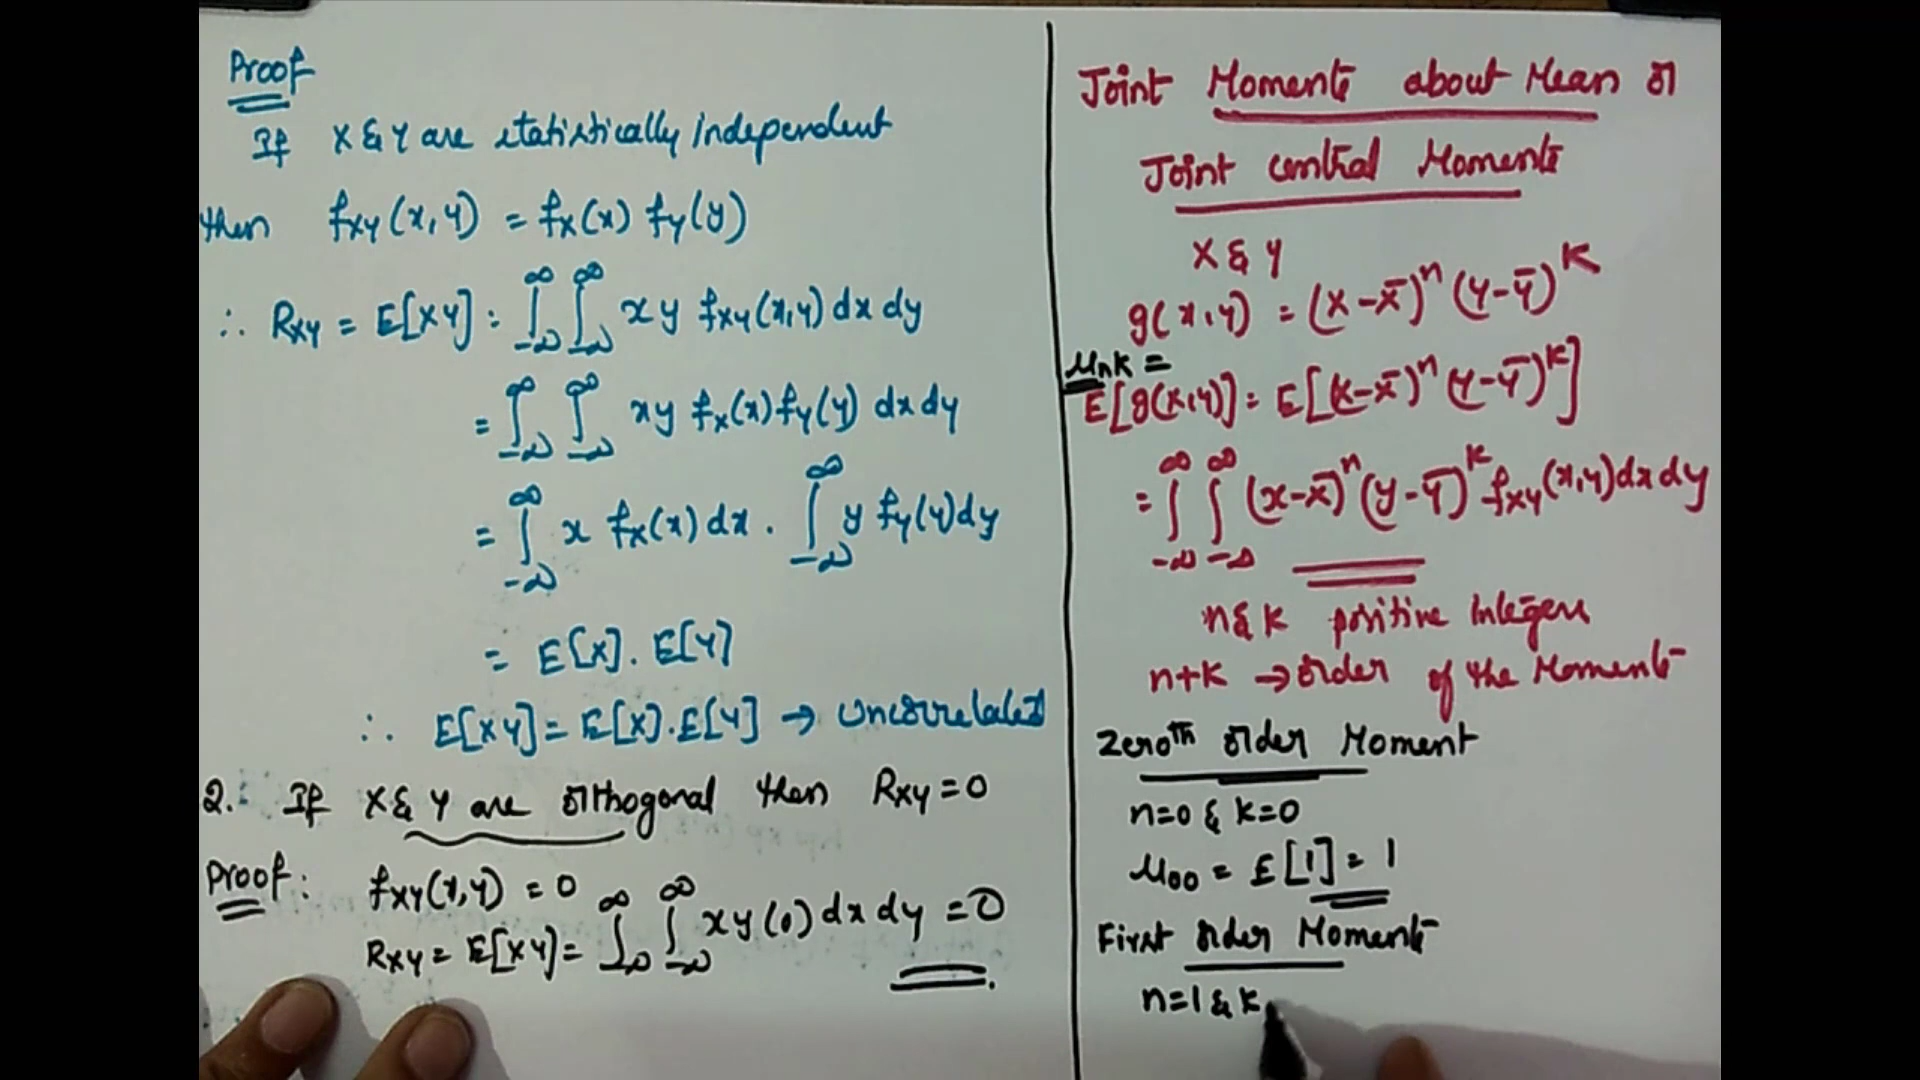 Proof
If X & Y are statistically independent
then fXY(x,y) = fX(x) fY(y)
∴ RXY = E[XY] = ∫_{-∞}^{∞} ∫_{-∞}^{∞} xy fXY(x,y) dx dy
= ∫_{-∞}^{∞} ∫_{-∞}^{∞} xy fX(x) fY(y) dx dy
= ∫_{-∞}^{∞} x fX(x) dx . ∫_{-∞}^{∞} y fY(y) dy
= E[X]. E[Y]
∴ E[XY] = E[X].E[Y] → Uncorrelated
2. If X & Y are orthogonal then RXY = 0
Proof: fXY(x,y) = 0
RXY = E[XY] = ∫_{-∞}^{∞} ∫_{-∞}^{∞} xy (0) dx dy = 0
Joint Moments about Mean or
Joint central Moments
X & Y
g(x,y) = (X-X̄)^n (Y-Ȳ)^K
μnk =
E[g(x,y)] = E[(X-X̄)^n (Y-Ȳ)^k]
= ∫_{-∞}^{∞} ∫_{-∞}^{∞} (x-X̄)^n (y-Ȳ)^k fXY(x,y) dx dy
n & K positive integers
n+K → order of the Moments
Zeroth order Moment
n=0 & K=0
μ00 = E[1] = 1
First order Moments
n=1 & K